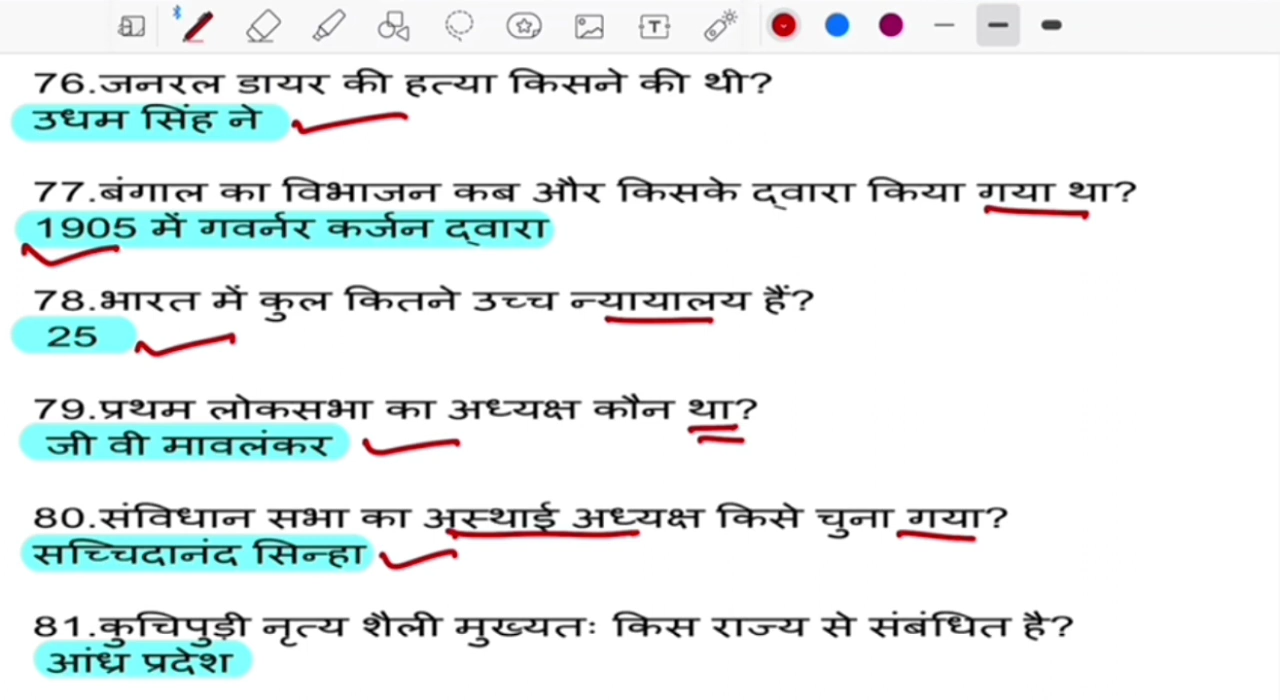 76.जनरल डायर की हत्या किसने की थी?
उधम सिंह ने
77.बंगाल का विभाजन कब और किसके द्वारा किया गया था?
1905 में गवर्नर कर्जन द्वारा
78.भारत में कुल कितने उच्च न्यायालय हैं?
25
79.प्रथम लोकसभा का अध्यक्ष कौन था?
जी वी मावलंकर
80.संविधान सभा का अस्थाई अध्यक्ष किसे चुना गया?
सच्चिदानंद सिन्हा
81.कुचिपुड़ी नृत्य शैली मुख्यतः किस राज्य से संबंधित है?
आंध्र प्रदेश